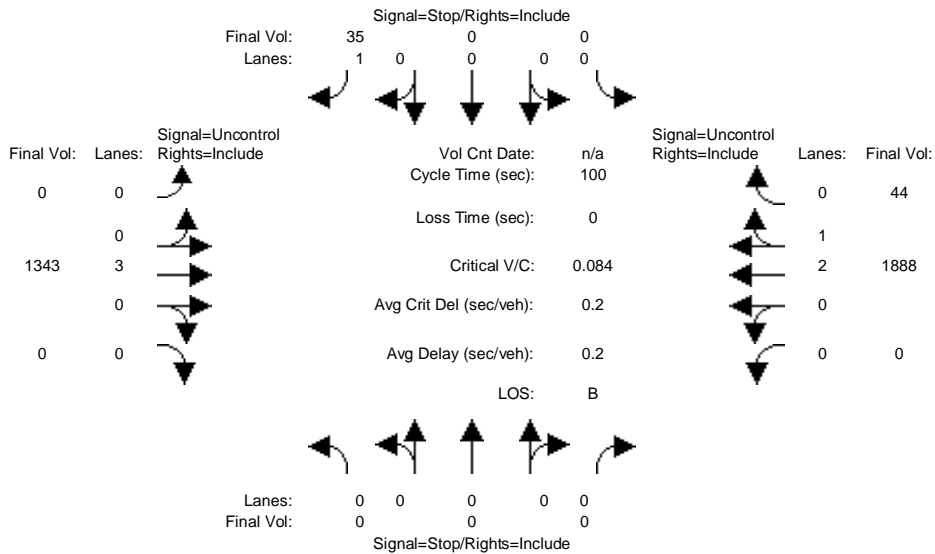 Signal=Stop/Rights=Include
Final Vol: 35 0 0
Lanes: 1 0 0 0 0
Signal=Uncontrol
Final Vol: Lanes: Rights=Include
Vol Cnt Date: n/a
Signal=Uncontrol
Rights=Include Lanes: Final Vol:
Cycle Time (sec): 100
0 0
0 44
Loss Time (sec): 0
0
1
1343 3
Critical V/C: 0.084
2 1888
0
Avg Crit Del (sec/veh): 0.2
0
0 0
Avg Delay (sec/veh): 0.2
0 0
LOS: B
Lanes: 0 0 0 0 0
Final Vol: 0 0 0
Signal=Stop/Rights=Include